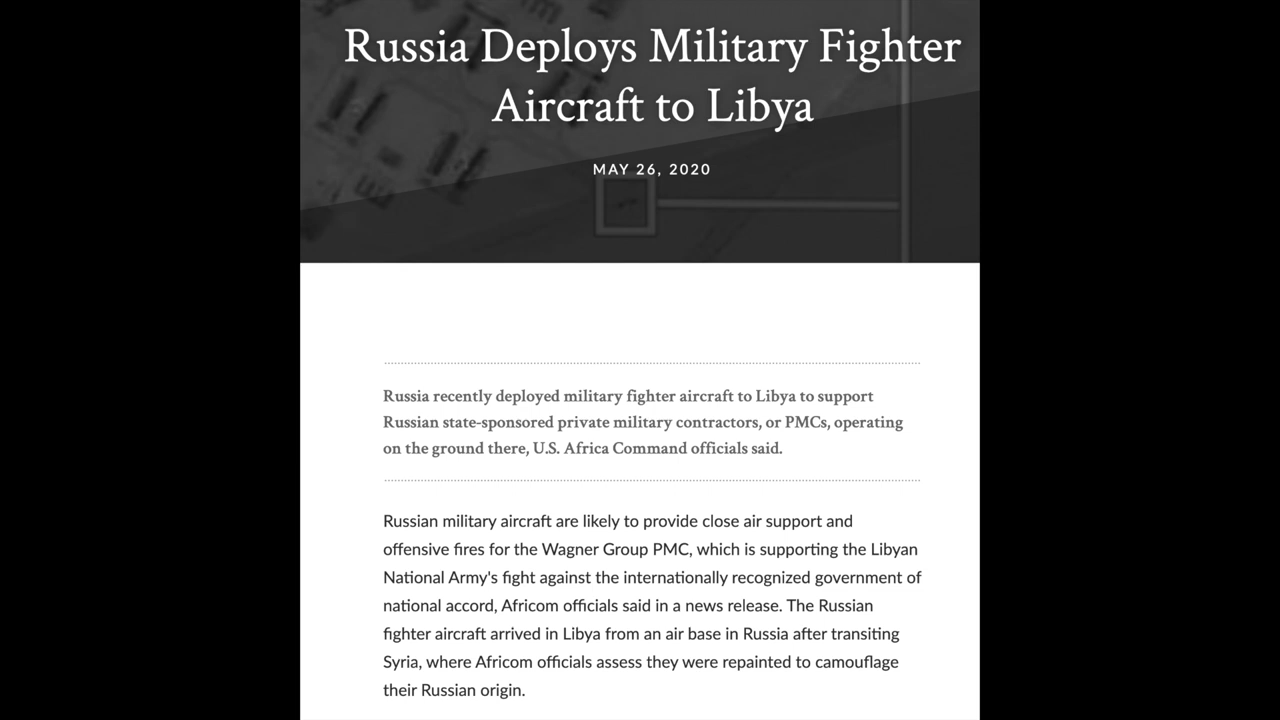 Russia Deploys Military Fighter
Aircraft to Libya
MAY 26, 2020
Russia recently deployed military fighter aircraft to Libya to support
Russian state-sponsored private military contractors, or PMCs, operating
on the ground there, U.S. Africa Command officials said.
Russian military aircraft are likely to provide close air support and
offensive fires for the Wagner Group PMC, which is supporting the Libyan
National Army's fight against the internationally recognized government of
national accord, Africom officials said in a news release. The Russian
fighter aircraft arrived in Libya from an air base in Russia after transiting
Syria, where Africom officials assess they were repainted to camouflage
their Russian origin.